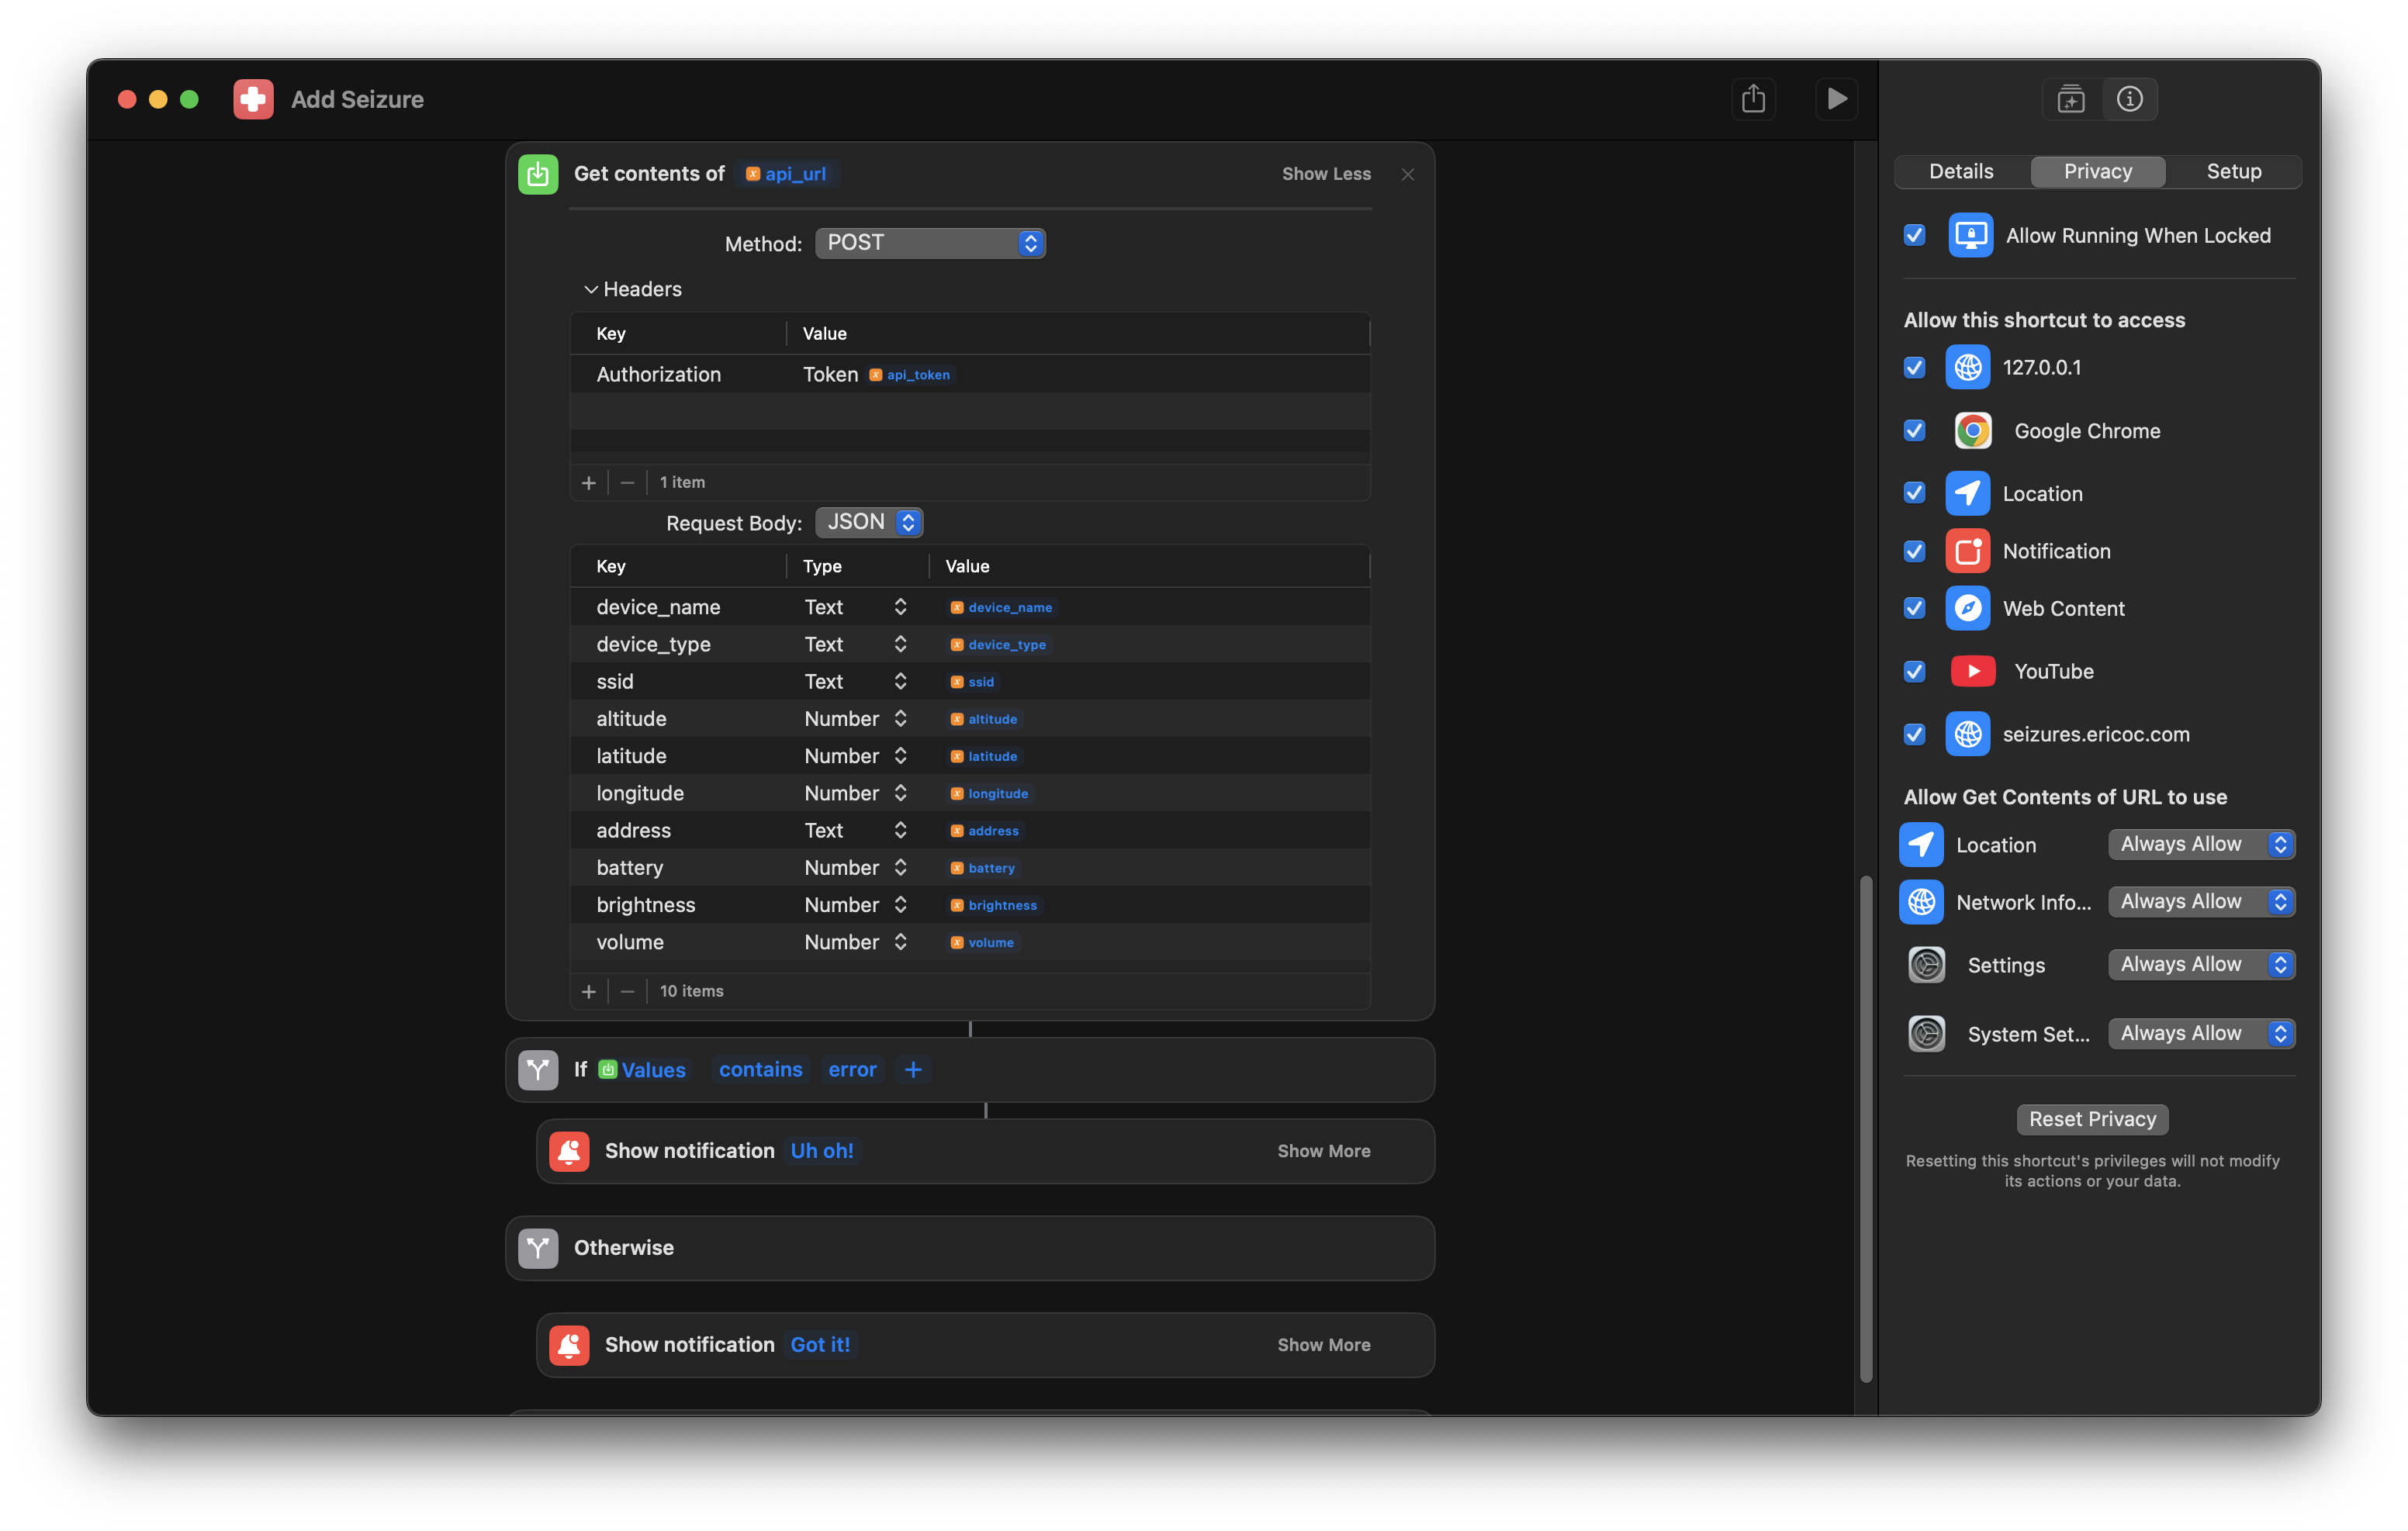 Add Seizure
Get contents of api_url Show Less
Method: POST
Headers
Key Value
Authorization Token api_token
1 item
Request Body: JSON
Key Type Value
device_name Text device_name
device_type Text device_type
ssid Text ssid
altitude Number altitude
latitude Number latitude
longitude Number longitude
address Text address
battery Number battery
brightness Number brightness
volume Number volume
10 items
If Values contains error
Show notification Uh oh! Show More
Otherwise
Show notification Got it! Show More
Details Privacy Setup
Allow Running When Locked
Allow this shortcut to access
127.0.0.1
Google Chrome
Location
Notification
Web Content
YouTube
seizures.ericoc.com
Allow Get Contents of URL to use
Location Always Allow
Network Info... Always Allow
Settings Always Allow
System Set... Always Allow
Reset Privacy
Resetting this shortcut's privileges will not modify
its actions or your data.